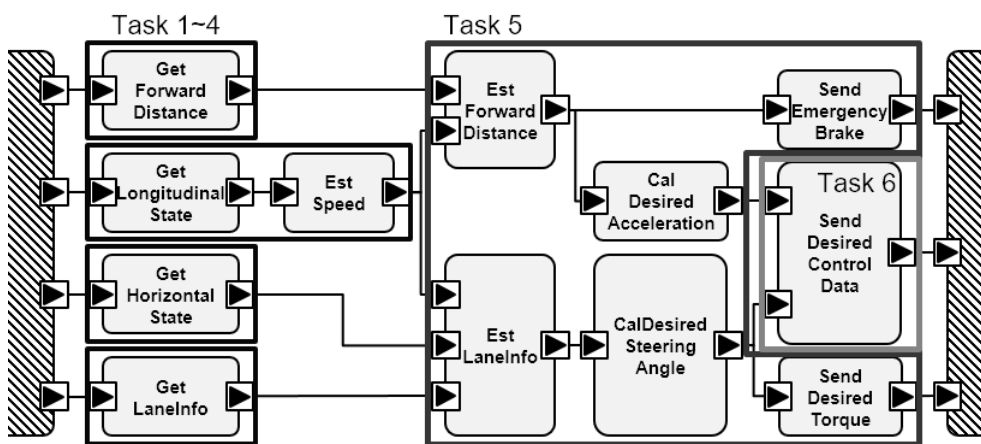 Task 1~4
Task 5
Get
Forward
Distance
Est
Forward
Distance
Send
Emergency
Brake
Get
Longitudinal
State
Est
Speed
Cal
Desired
Acceleration
Task 6
Send
Desired
Control
Data
Get
Horizontal
State
Est
LaneInfo
CalDesired
Steering
Angle
Get
LaneInfo
Send
Desired
Torque